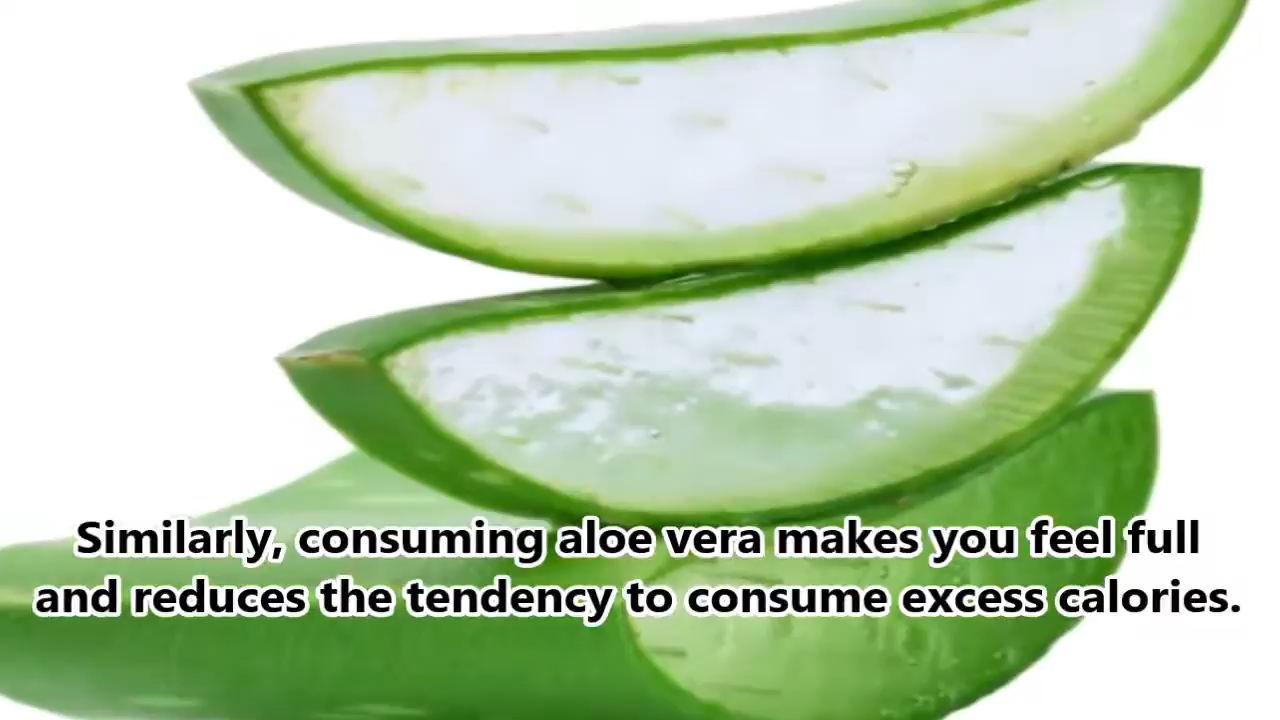 Similarly, consuming aloe vera makes you feel full
and reduces the tendency to consume excess calories.